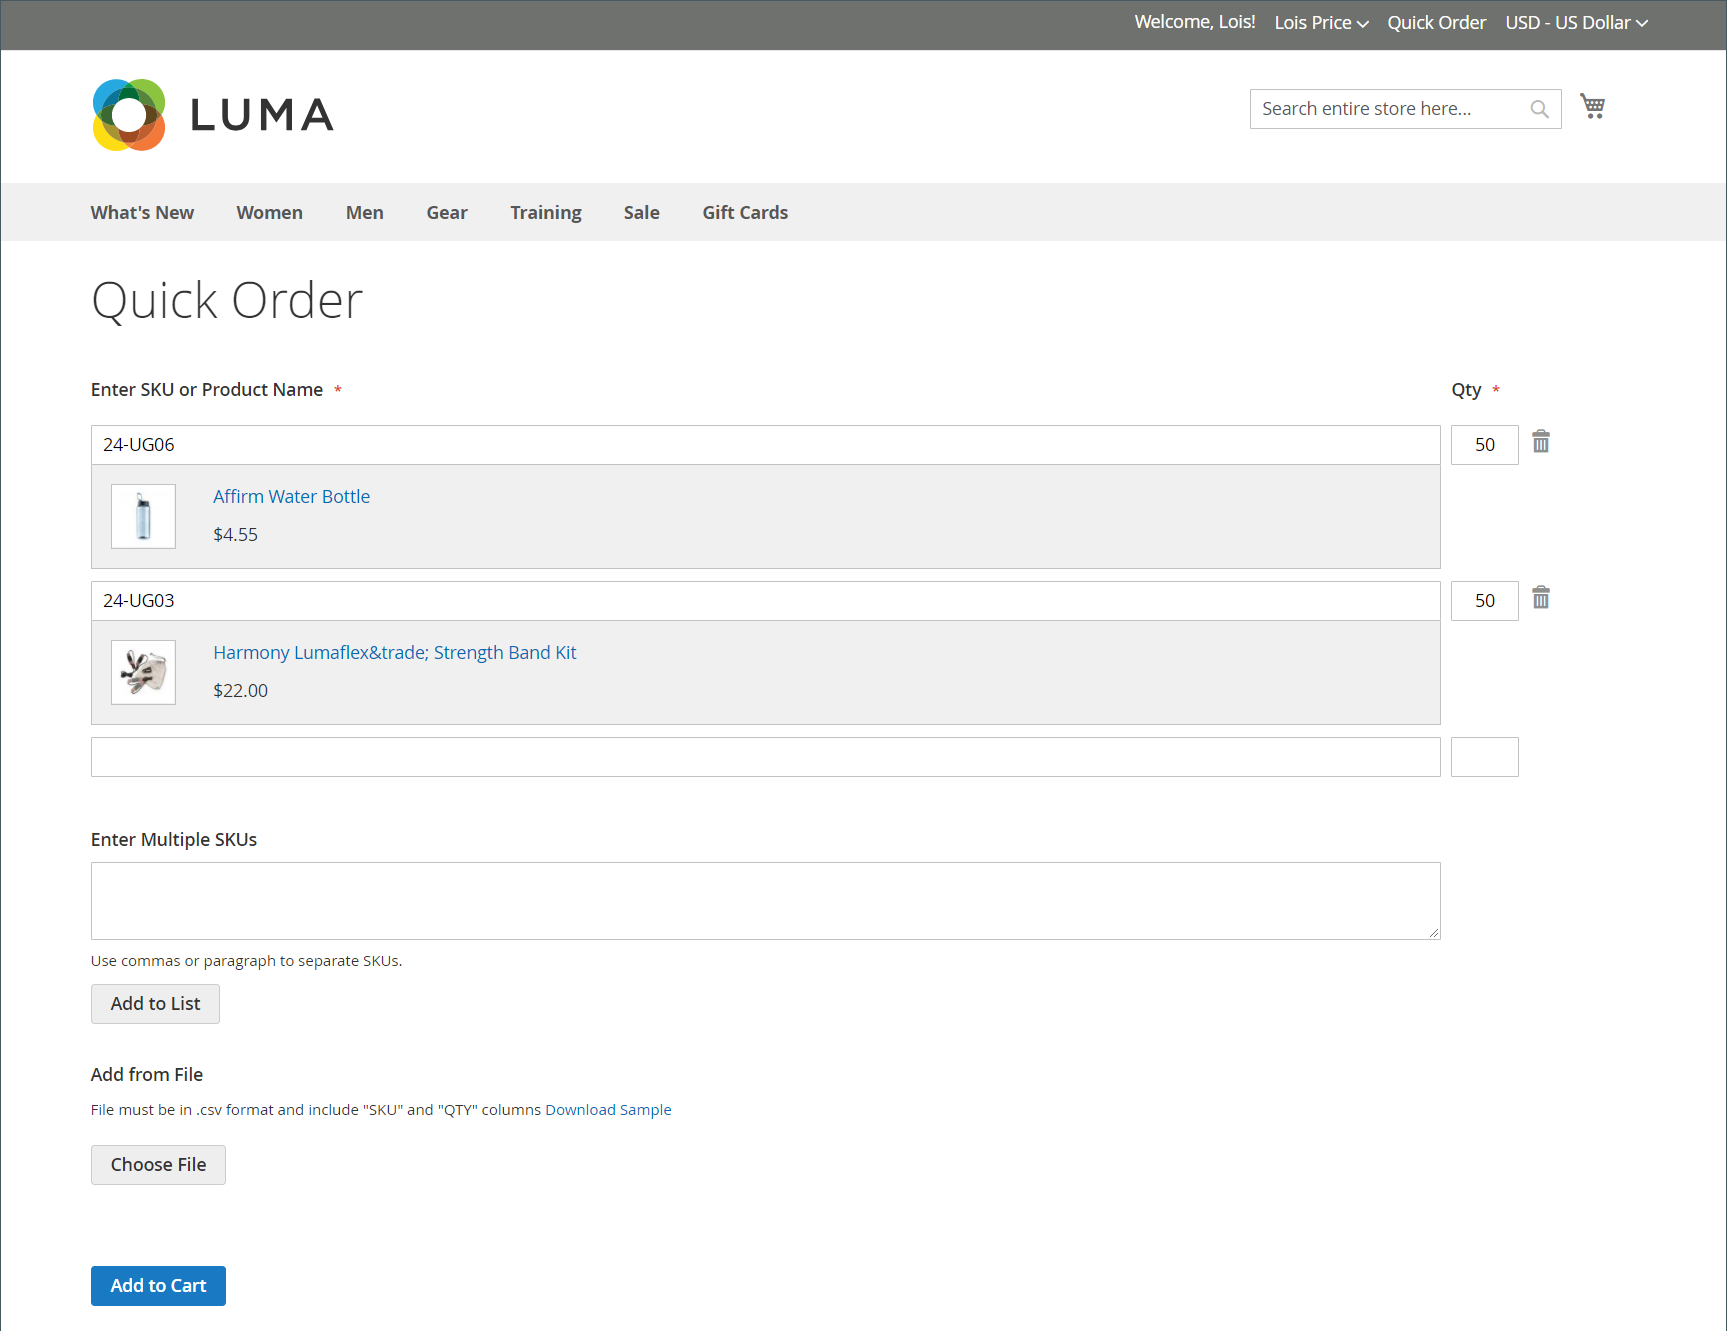 Welcome, Lois! Lois Price Quick Order USD - US Dollar
LUMA
Search entire store here...
What's New Women Men Gear Training Sale Gift Cards
Quick Order
Enter SKU or Product Name * Qty *
24-UG06 50
Affirm Water Bottle
$4.55
24-UG03 50
Harmony Lumaflex&trade; Strength Band Kit
$22.00
Enter Multiple SKUs
Use commas or paragraph to separate SKUs.
Add to List
Add from File
File must be in .csv format and include "SKU" and "QTY" columns Download Sample
Choose File
Add to Cart